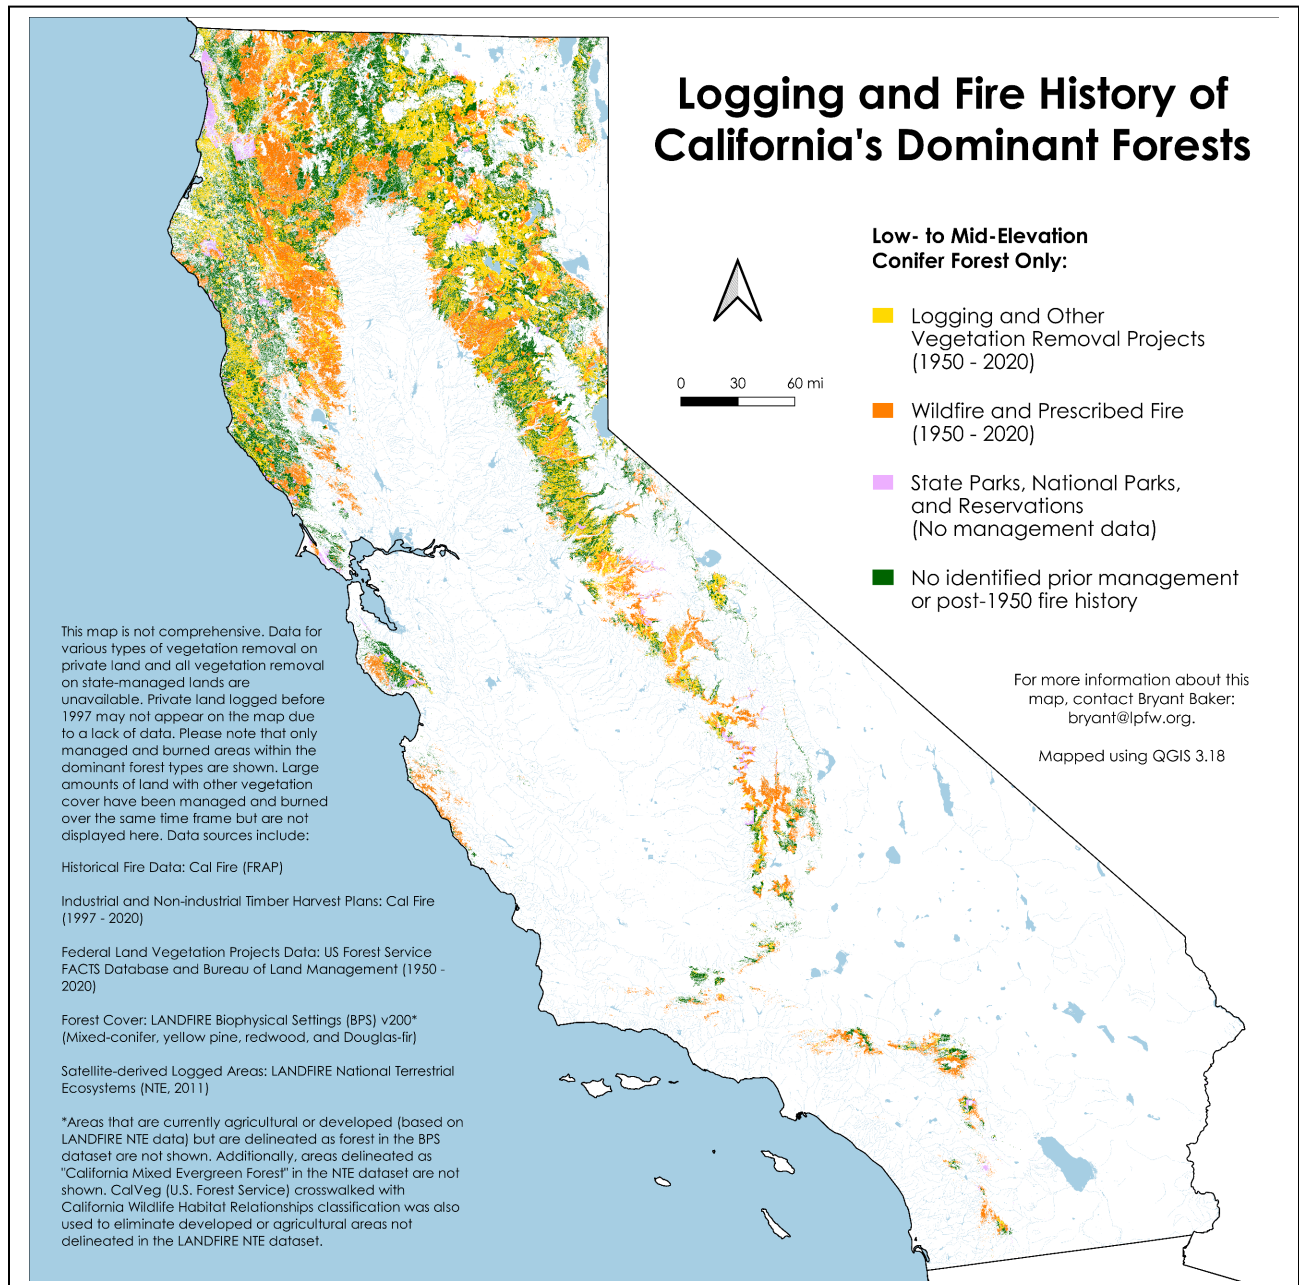 Logging and Fire History of
California's Dominant Forests
Low- to Mid-Elevation
Conifer Forest Only:
Logging and Other
Vegetation Removal Projects
(1950 - 2020)
Wildfire and Prescribed Fire
(1950 - 2020)
State Parks, National Parks,
and Reservations
(No management data)
No identified prior management
or post-1950 fire history
0 30 60 mi
For more information about this
map, contact Bryant Baker:
bryant@lpfw.org.
Mapped using QGIS 3.18
This map is not comprehensive. Data for
various types of vegetation removal on
private land and all vegetation removal
on state-managed lands are
unavailable. Private land logged before
1997 may not appear on the map due
to a lack of data. Please note that only
managed and burned areas within the
dominant forest types are shown. Large
amounts of land with other vegetation
cover have been managed and burned
over the same time frame but are not
displayed here. Data sources include:
Historical Fire Data: Cal Fire (FRAP)
Industrial and Non-industrial Timber Harvest Plans: Cal Fire
(1997 - 2020)
Federal Land Vegetation Projects Data: US Forest Service
FACTS Database and Bureau of Land Management (1950 -
2020)
Forest Cover: LANDFIRE Biophysical Settings (BPS) v200*
(Mixed-conifer, yellow pine, redwood, and Douglas-fir)
Satellite-derived Logged Areas: LANDFIRE National Terrestrial
Ecosystems (NTE, 2011)
*Areas that are currently agricultural or developed (based on
LANDFIRE NTE data) but are delineated as forest in the BPS
dataset are not shown. Additionally, areas delineated as
"California Mixed Evergreen Forest" in the NTE dataset are not
shown. CalVeg (U.S. Forest Service) crosswalked with
California Wildlife Habitat Relationships classification was also
used to eliminate developed or agricultural areas not
delineated in the LANDFIRE NTE dataset.